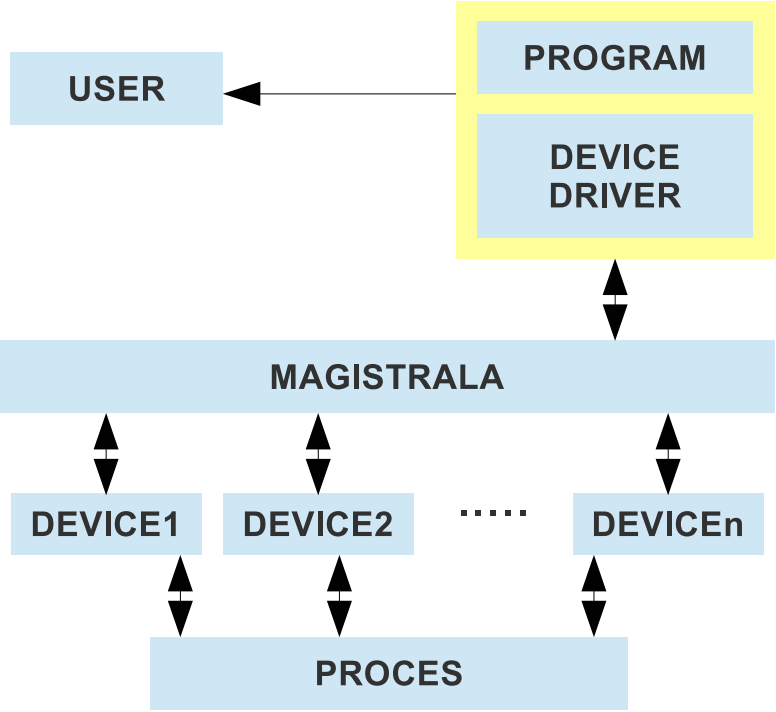 USER
PROGRAM
DEVICE
DRIVER
MAGISTRALA
DEVICE1
DEVICE2
......
DEVICEn
PROCES